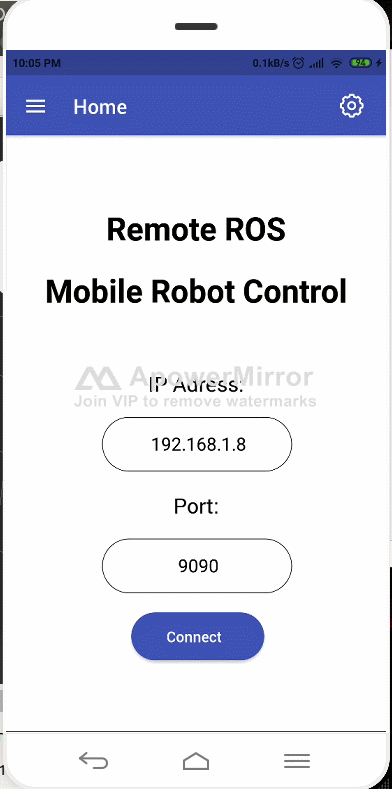 10:05 PM 0.1kB/s 94
Home
Remote ROS
Mobile Robot Control
ApowerMirror
IP Adress:
Join VIP to remove watermarks
192.168.1.8
Port:
9090
Connect